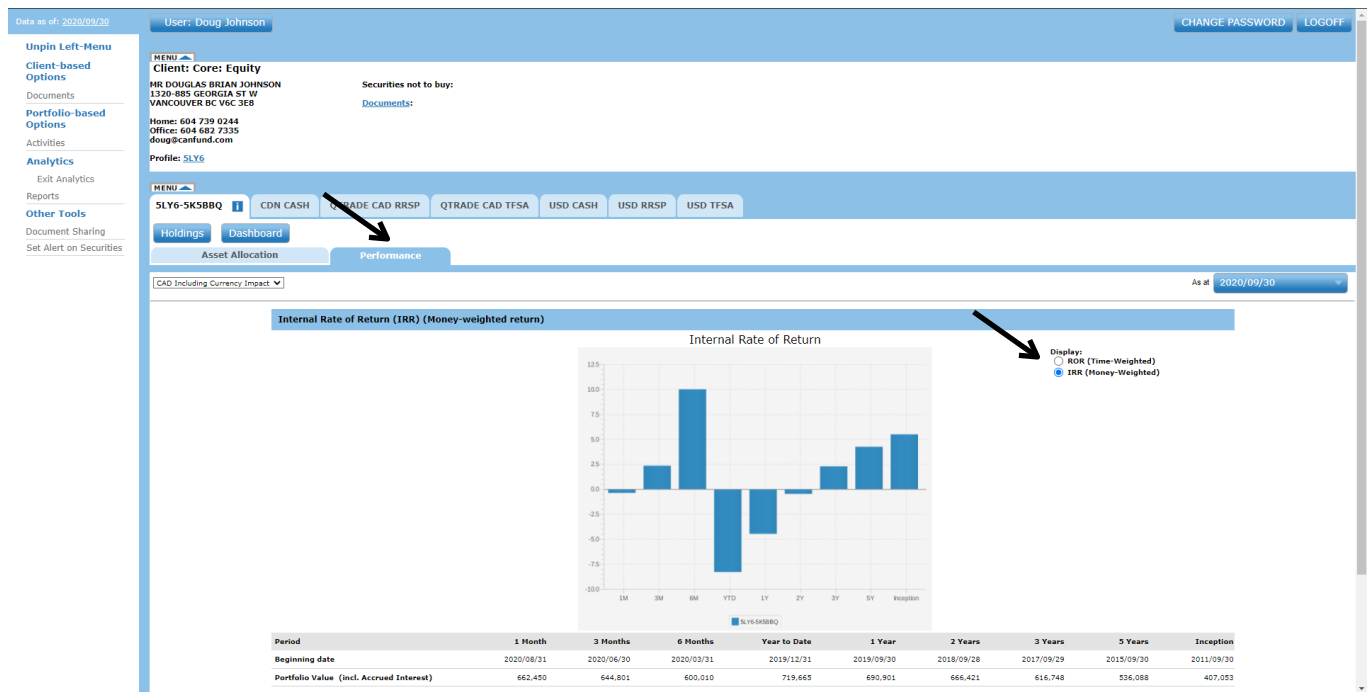 Data as of: 2020/09/30
User: Doug Johnson
CHANGE PASSWORD
LOGOFF
Unpin Left-Menu
Client-based
Options
Documents
Portfolio-based
Options
Activities
Analytics
Exit Analytics
Reports
Other Tools
Document Sharing
Set Alert on Securities
MENU
Client: Core: Equity
MR DOUGLAS BRIAN JOHNSON
1320-885 GEORGIA ST W
VANCOUVER BC V6C 3E8
Home: 604 739 0244
Office: 604 682 7335
doug@canfund.com
Profile: 5LY6
Securities not to buy:
Documents:
MENU
5LY6-5K5BBQ i CDN CASH QTRADE CAD RRSP QTRADE CAD TFSA USD CASH USD RRSP USD TFSA
Holdings Dashboard
Asset Allocation Performance
CAD Including Currency Impact
As at 2020/09/30
Internal Rate of Return (IRR) (Money-weighted return)
Internal Rate of Return
Display:
ROR (Time-Weighted)
IRR (Money-Weighted)
12.5
10.0
7.5
5.0
2.5
0.0
-2.5
-5.0
-7.5
-10.0
1M 3M 6M YTD 1Y 2Y 3Y 5Y Inception
5LY6-5K5BBQ
Period 1 Month 3 Months 6 Months Year to Date 1 Year 2 Years 3 Years 5 Years Inception
Beginning date 2020/08/31 2020/06/30 2020/03/31 2019/12/31 2019/09/30 2018/09/28 2017/09/29 2015/09/30 2011/09/30
Portfolio Value (incl. Accrued Interest) 662,450 644,801 600,010 719,665 690,901 666,421 616,748 536,088 407,053